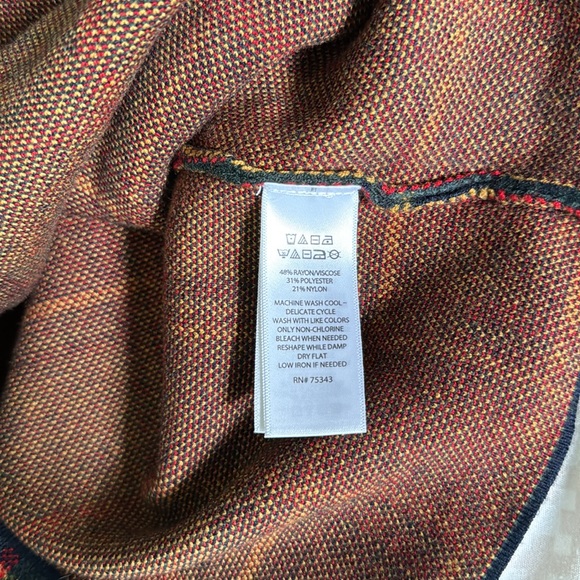 48% RAYON/VISCOSE
31% POLYESTER
21% NYLON
MACHINE WASH COOL –
DELICATE CYCLE
WASH WITH LIKE COLORS
ONLY NON-CHLORINE
BLEACH WHEN NEEDED
RESHAPE WHILE DAMP
DRY FLAT
LOW IRON IF NEEDED
RN# 75343